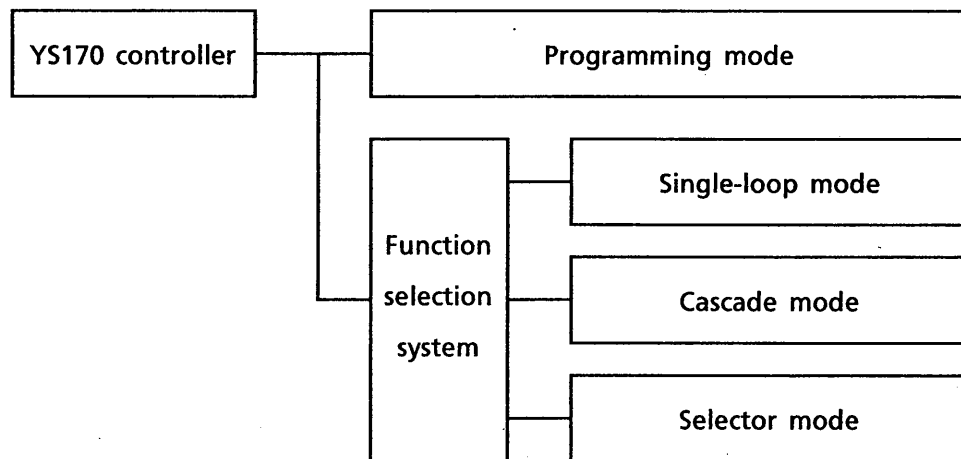 YS170 controller
Programming mode
Function
selection
system
Single-loop mode
Cascade mode
Selector mode